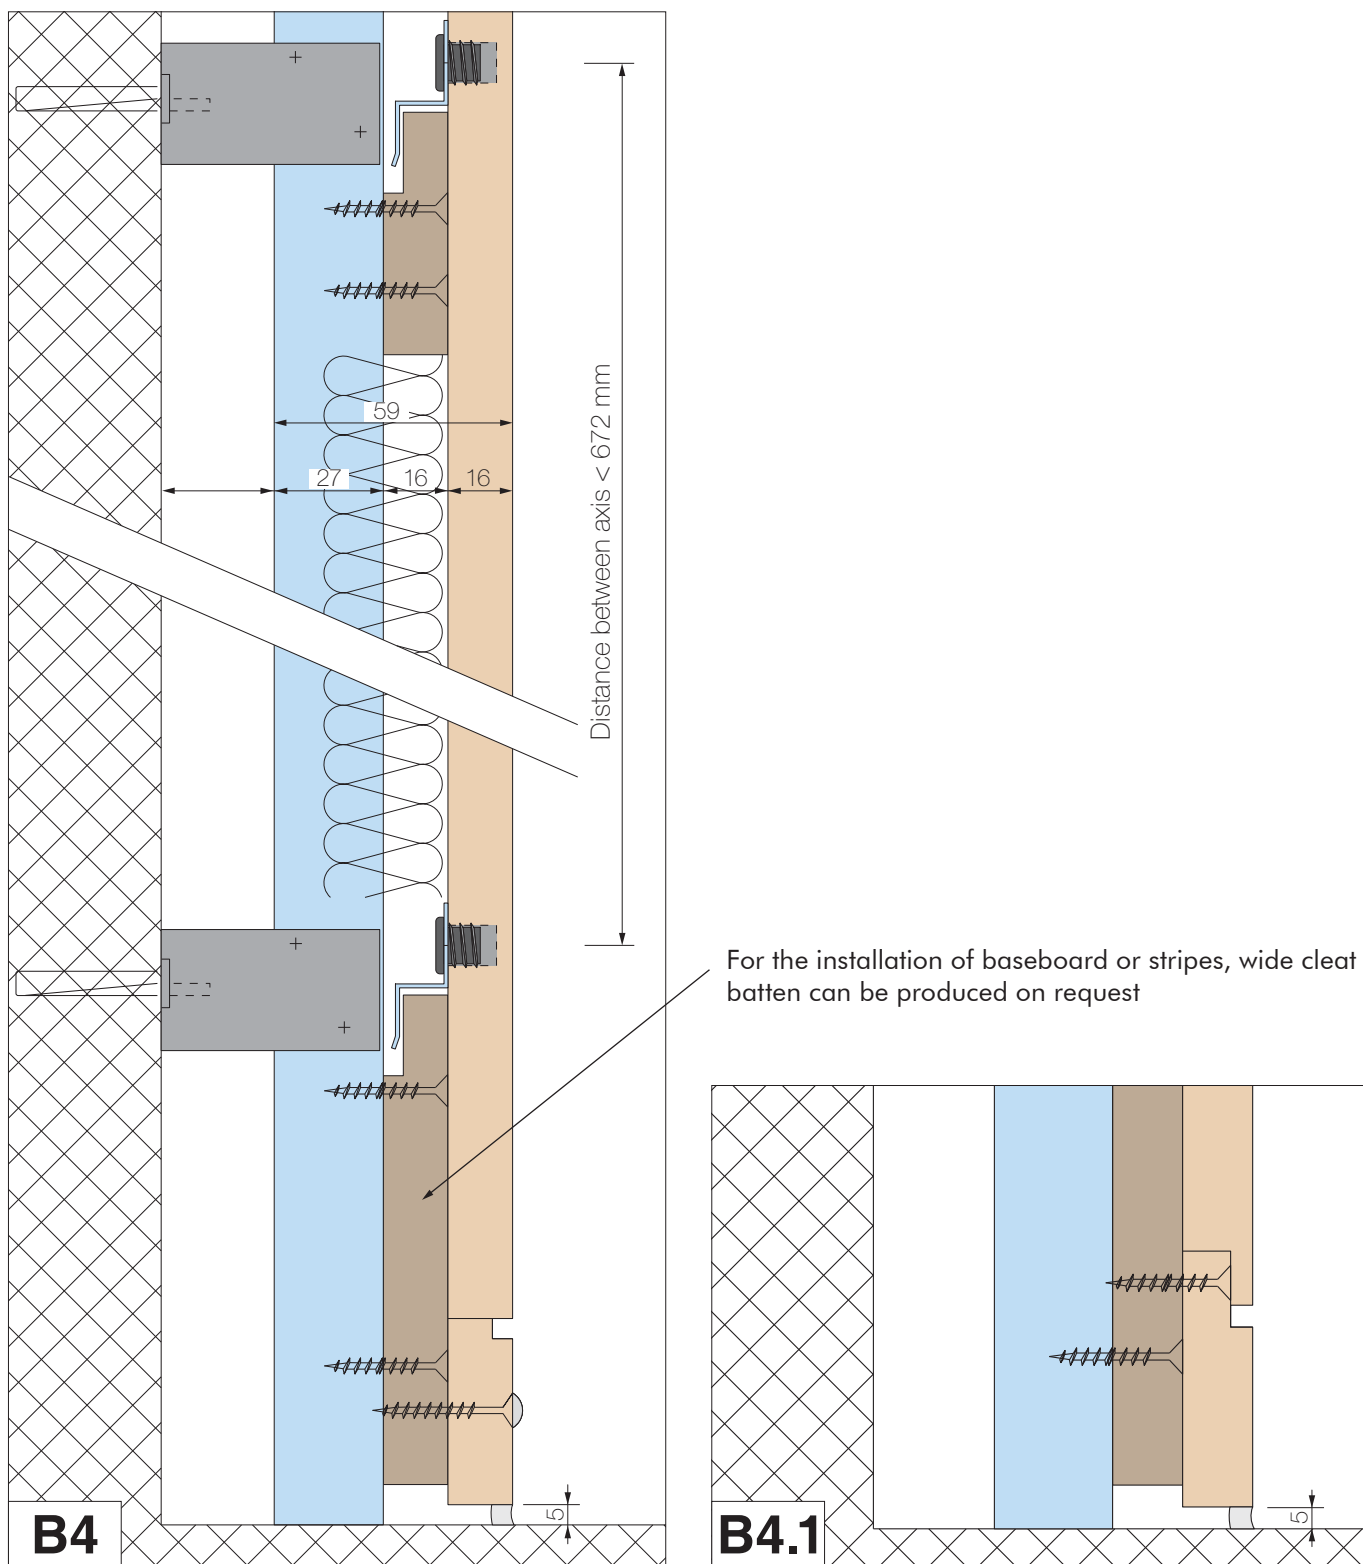 59
27
16
16
Distance between axis < 672 mm
For the installation of baseboard or stripes, wide cleat
batten can be produced on request
5
B4
5
B4.1